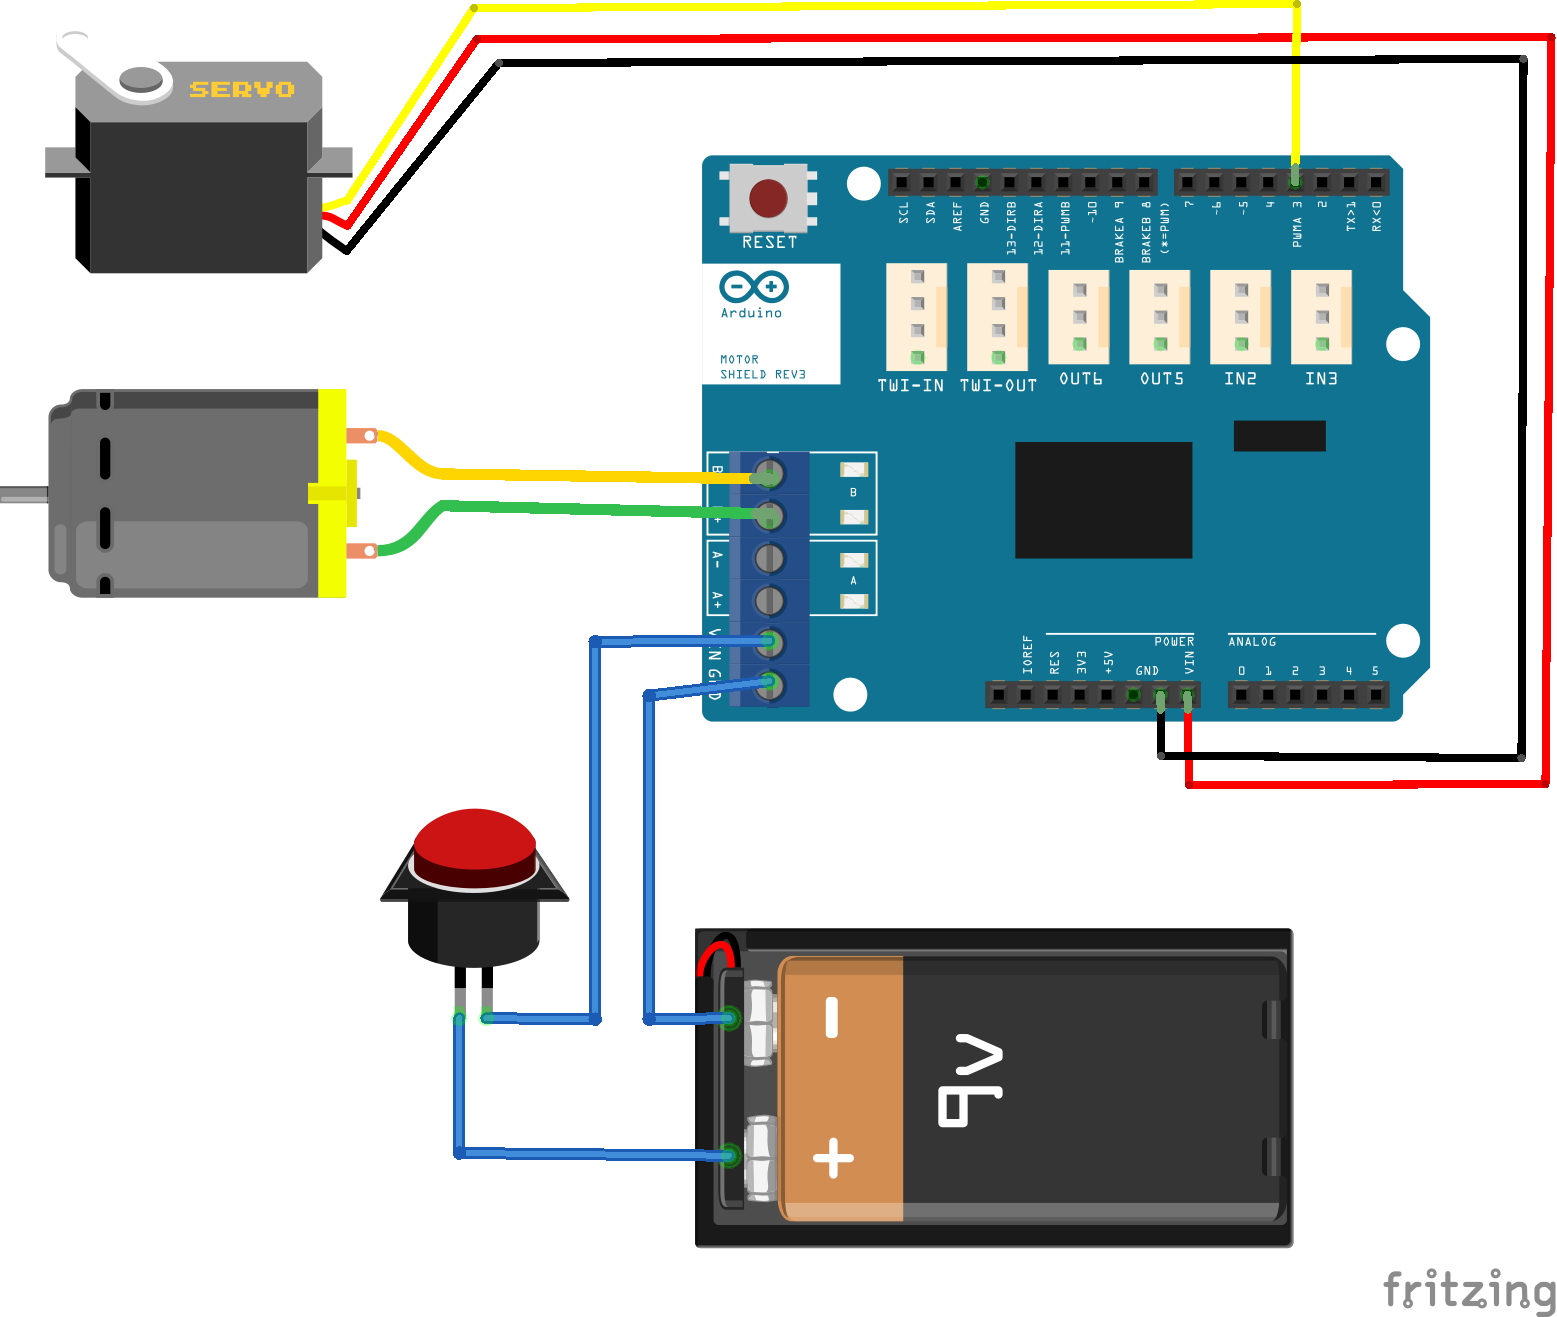 SERVO
RESET
SCL
SDA
AREF
GND
13-DIRB
12-DIRA
11-PWMB
~10
BRAKEA 9
BRAKEB 8
(*=PWM)
7
~6
~5
4
PWMA 3
2
TX>1
RX<0
Arduino
MOTOR
SHIELD REV3
TWI-IN
TWI-OUT
OUT6
OUT5
IN2
IN3
B
A-
A+
B
A
IOREF
RES
3V3
+5V
POWER
GND
VIN
ANALOG
0
1
2
3
4
5
-
+
9v
fritzing